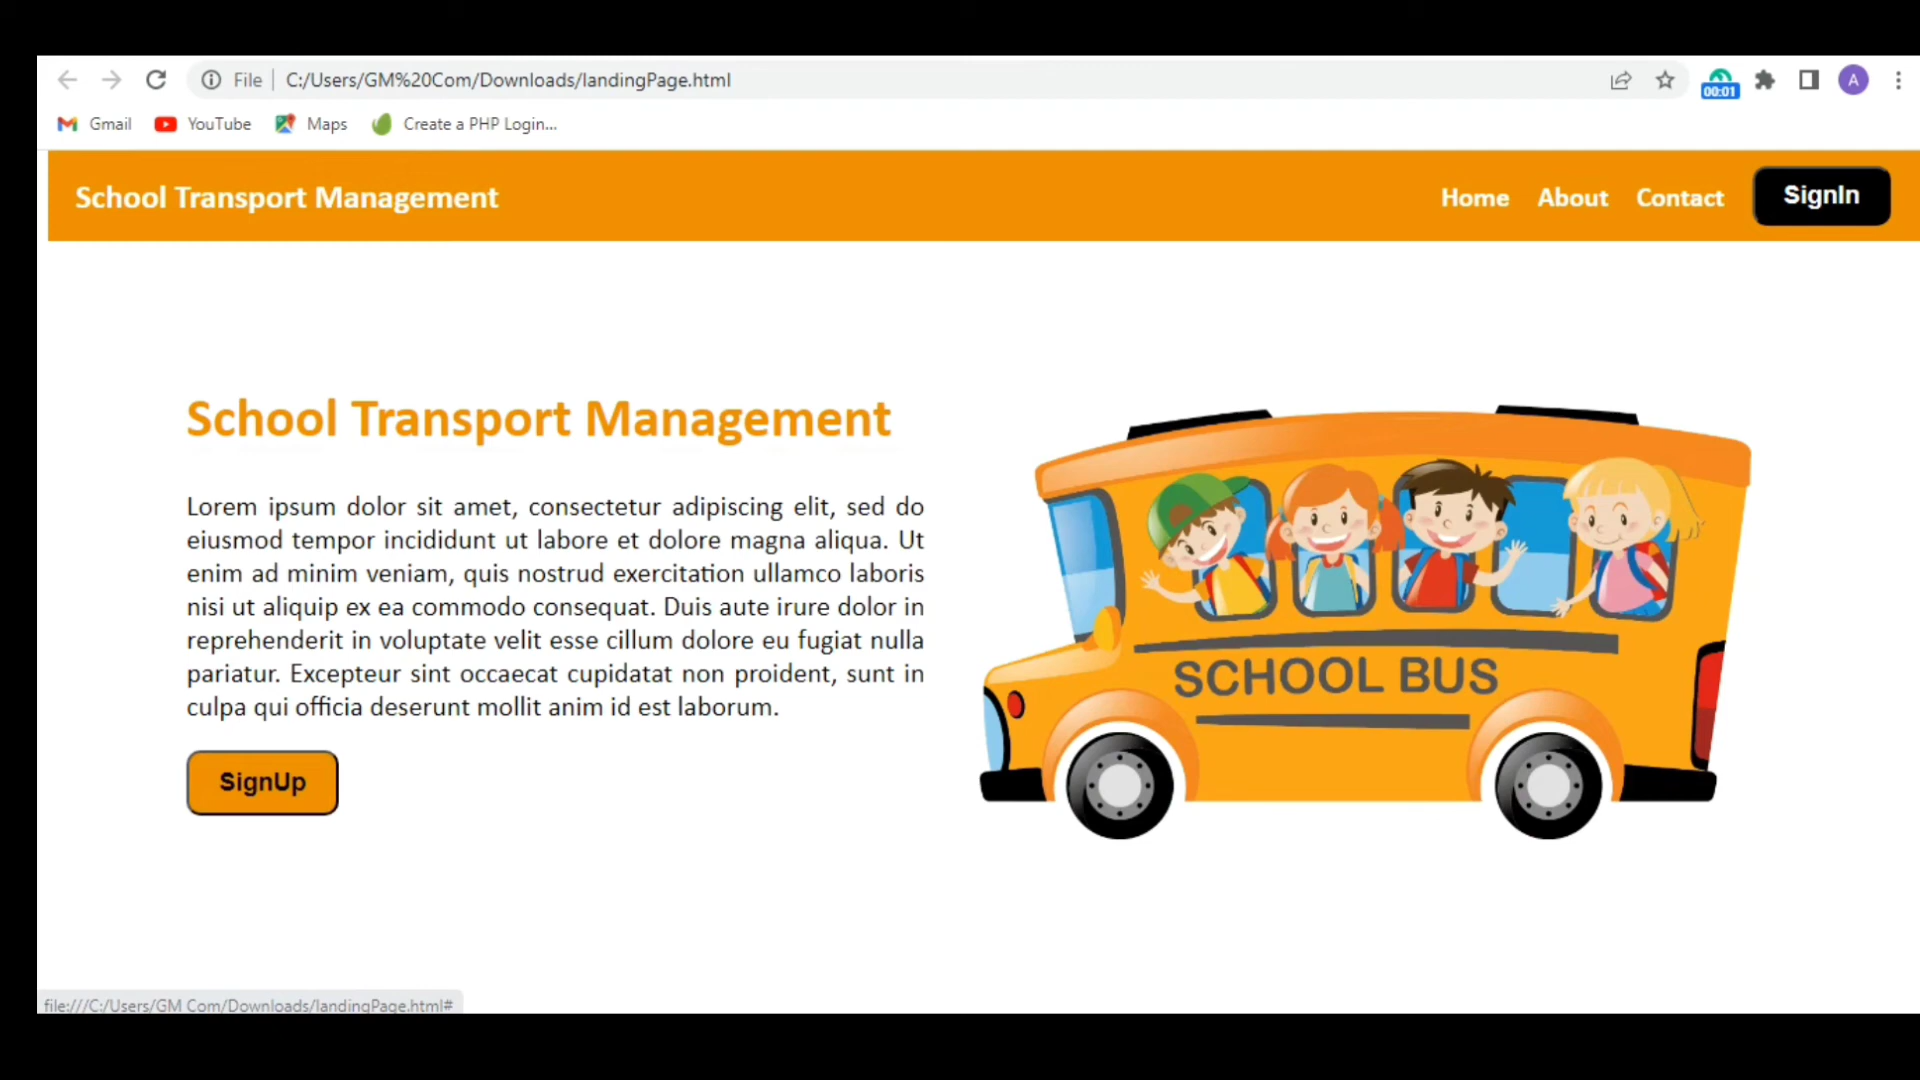 File C:/Users/GM%20Com/Downloads/landingPage.html
00:01
A
Gmail YouTube Maps Create a PHP Login...
School Transport Management Home About Contact SignIn
School Transport Management
Lorem ipsum dolor sit amet, consectetur adipiscing elit, sed do
eiusmod tempor incididunt ut labore et dolore magna aliqua. Ut
enim ad minim veniam, quis nostrud exercitation ullamco laboris
nisi ut aliquip ex ea commodo consequat. Duis aute irure dolor in
reprehenderit in voluptate velit esse cillum dolore eu fugiat nulla
pariatur. Excepteur sint occaecat cupidatat non proident, sunt in
culpa qui officia deserunt mollit anim id est laborum.
SignUp
SCHOOL BUS
file:///C:/Users/GM Com/Downloads/landingPage.html#